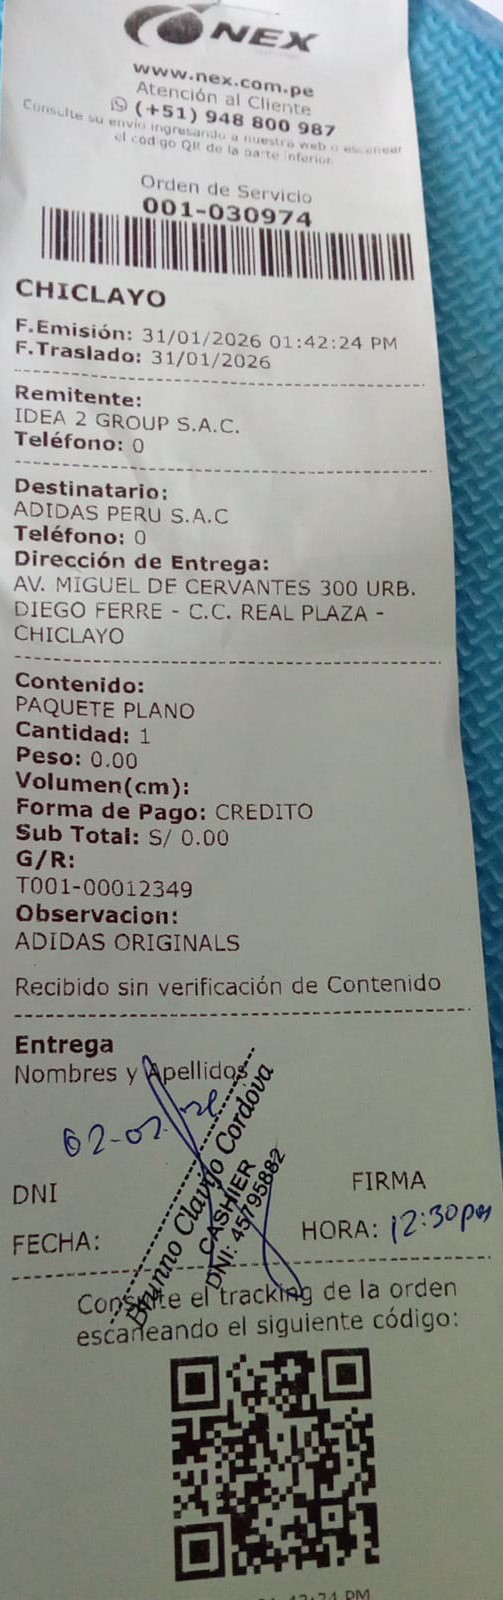 NEX
www.nex.com.pe
Atención al Cliente
(+51) 948 800 987
Consulte su envío ingresando a nuestra web o escanear
el código QR de la parte inferior.
Orden de Servicio
001-030974
CHICLAYO
F.Emisión: 31/01/2026 01:42:24 PM
F.Traslado: 31/01/2026
Remitente:
IDEA 2 GROUP S.A.C.
Teléfono: 0
Destinatario:
ADIDAS PERU S.A.C
Teléfono: 0
Dirección de Entrega:
AV. MIGUEL DE CERVANTES 300 URB.
DIEGO FERRE - C.C. REAL PLAZA -
CHICLAYO
Contenido:
PAQUETE PLANO
Cantidad: 1
Peso: 0.00
Volumen(cm):
Forma de Pago: CREDITO
Sub Total: S/ 0.00
G/R:
T001-00012349
Observacion:
ADIDAS ORIGINALS
Recibido sin verificación de Contenido
Entrega
Nombres y Apellidos
02-02
Brunno Clavijo Cordova
CASHIER
DNI: 45795882
DNI
FIRMA
FECHA:
HORA: 12:30pm
Consulte el tracking de la orden
escaneando el siguiente código: